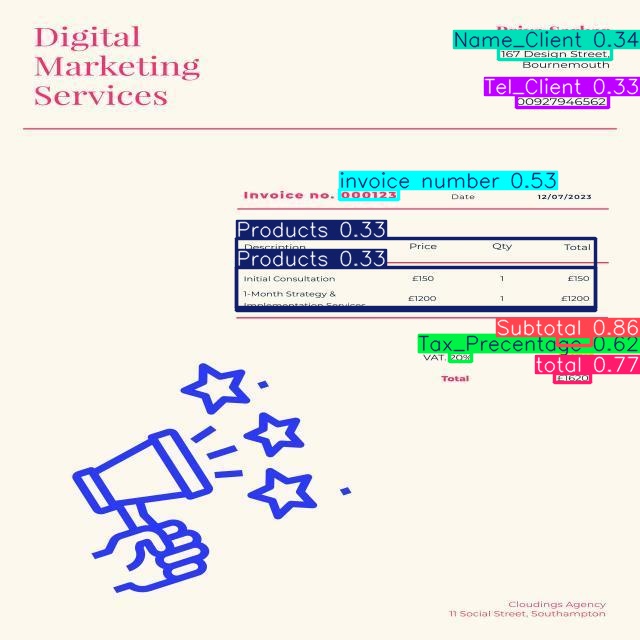 Digital
Marketing
Services
Name_Client 0.34
167 Design Street,
Bournemouth
Tel_Client 0.33
00927946562
invoice number 0.53
Invoice no. 000123 Date 12/07/2023
Products 0.33
Description Price Qty Total
Products 0.33
Initial Consultation £150 1 £150
1-Month Strategy & £1200 1 £1200
Implementation Services
Subtotal 0.86
Tax_Precentage 0.62
VAT. 20%
total 0.77
Total £1620
Cloudings Agency
11 Social Street, Southampton